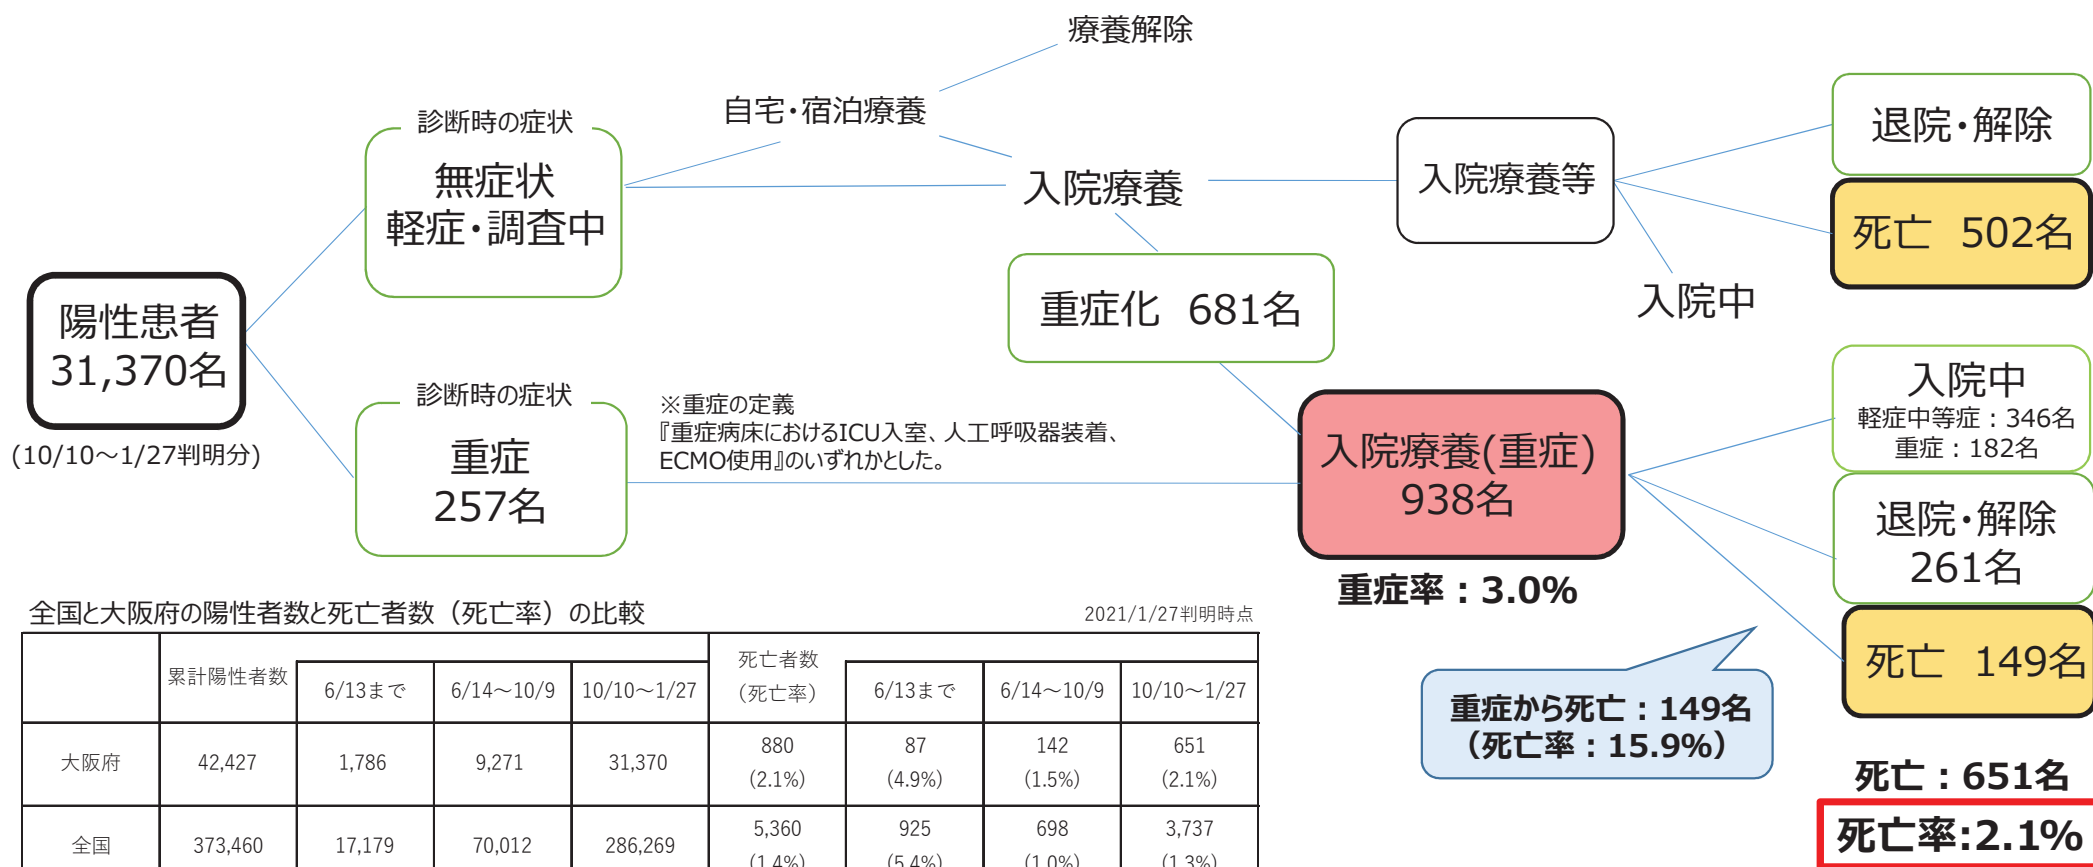 療養解除
自宅・宿泊療養
診断時の症状
無症状
軽症・調査中
入院療養
入院療養等
退院・解除
死亡 502名
入院中
重症化 681名
陽性患者
31,370名
(10/10～1/27判明分)
診断時の症状
重症
257名
※重症の定義
『重症病床におけるICU入室、人工呼吸器装着、
ECMO使用』のいずれかとした。
入院療養(重症)
938名
重症率：3.0%
入院中
軽症中等症：346名
重症：182名
退院・解除
261名
死亡 149名
重症から死亡：149名
（死亡率：15.9%）
死亡：651名
死亡率:2.1%
全国と大阪府の陽性者数と死亡者数（死亡率）の比較
2021/1/27判明時点
累計陽性者数 6/13まで 6/14～10/9 10/10～1/27 死亡者数 （死亡率） 6/13まで 6/14～10/9 10/10～1/27
大阪府 42,427 1,786 9,271 31,370 880 87 142 651
(2.1%) (4.9%) (1.5%) (2.1%)
全国 373,460 17,179 70,012 286,269 5,360 925 698 3,737
(1.4%) (5.4%) (1.0%) (1.3%)